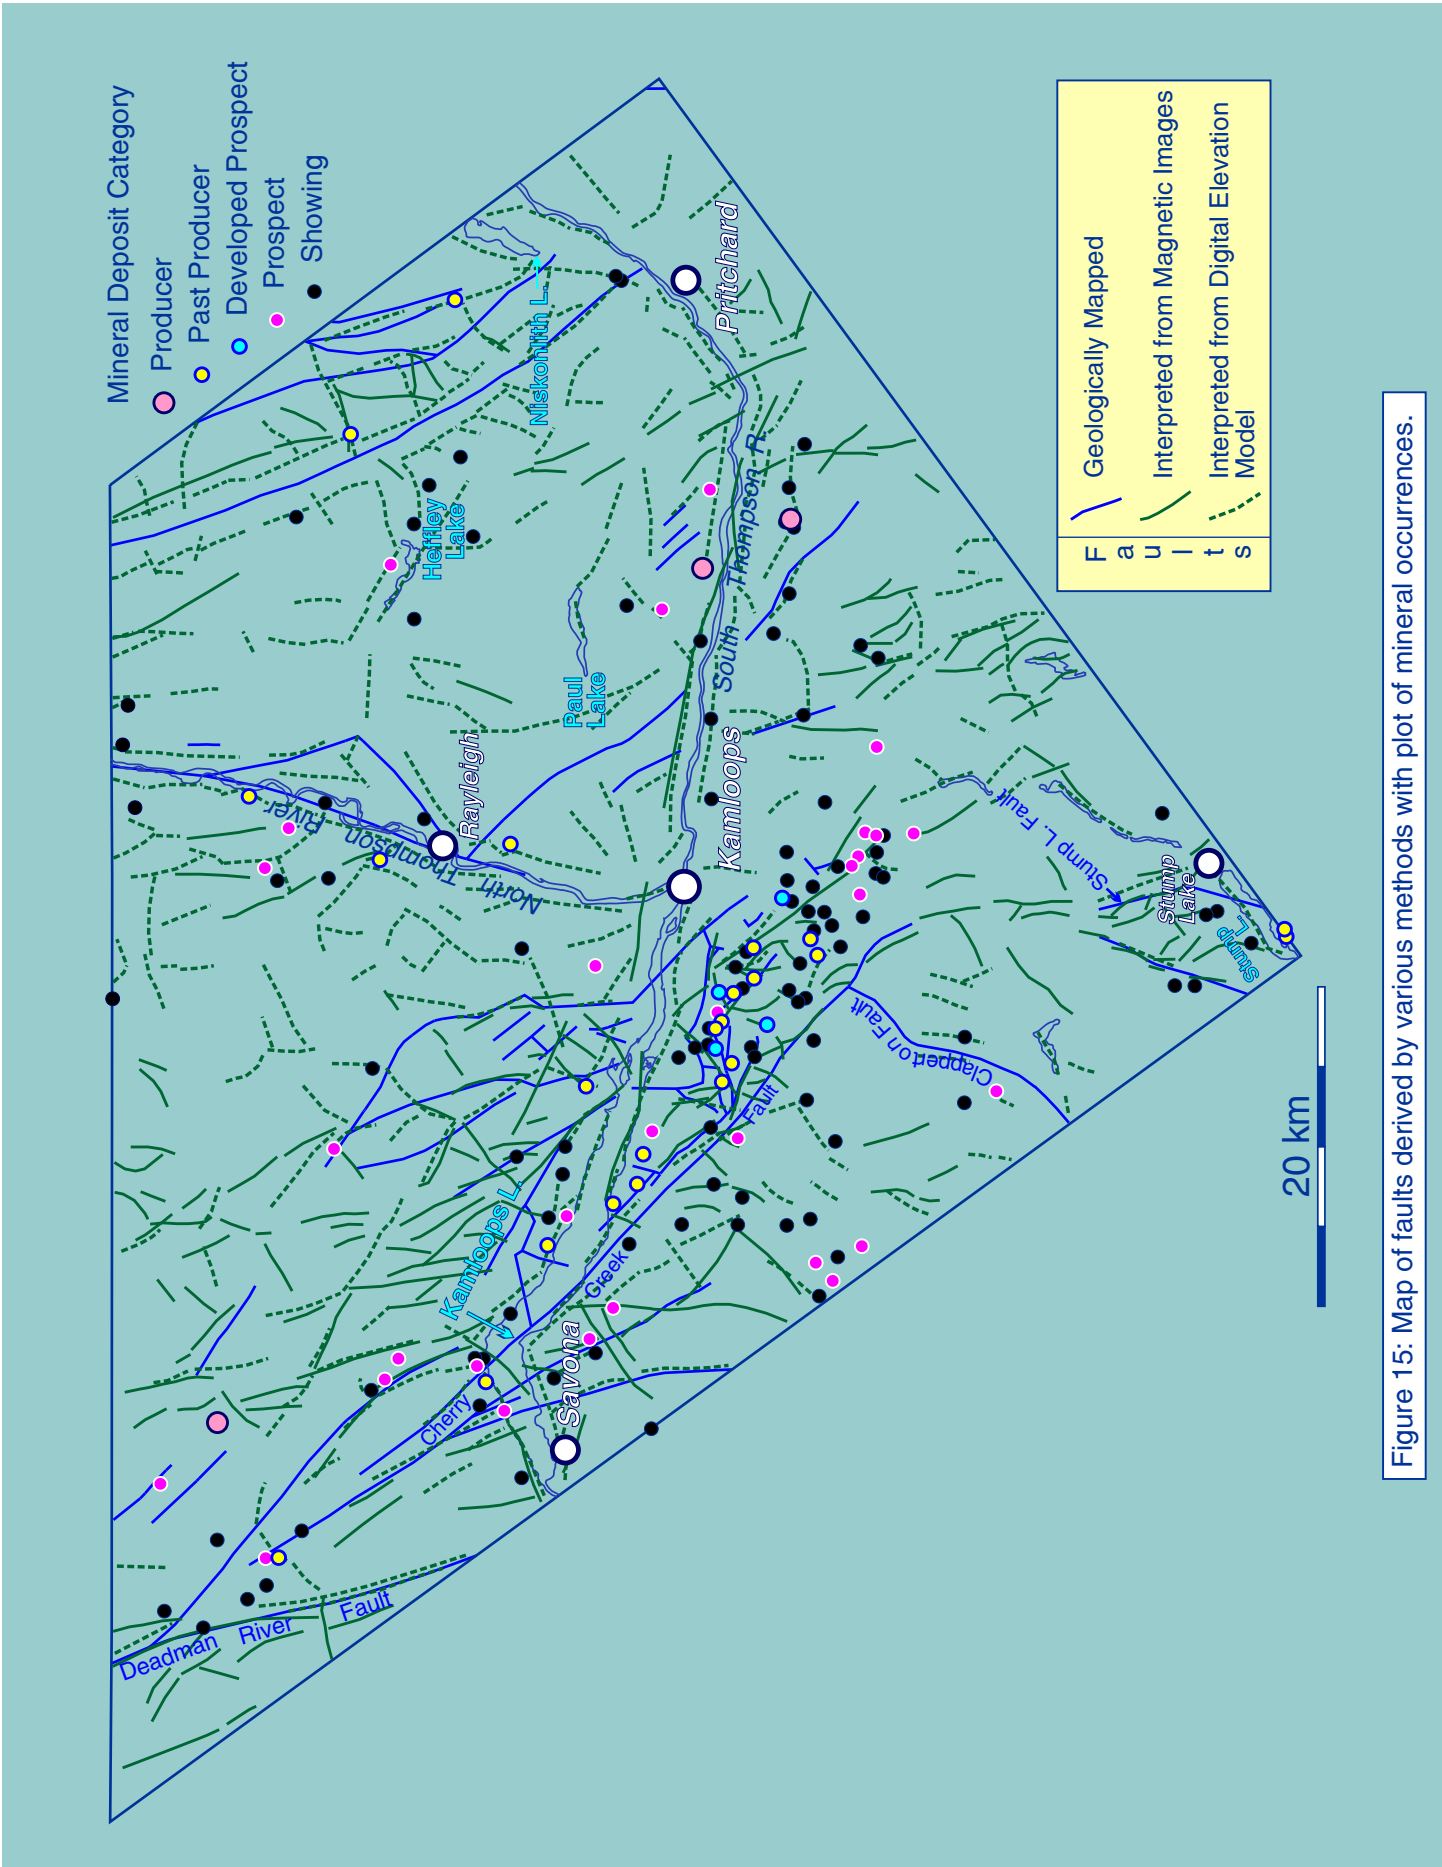 Mineral Deposit Category
Producer
Past Producer
Developed Prospect
Prospect
Showing
Niskonlith L.
Pritchard
Heffley
Lake
South Thompson R.
Paul
Lake
Rayleigh
Kamloops
North Thompson River
Stump L. Fault
Stump
Lake
Stump L.
Clapperton Fault
Kamloops L.
Cherry Creek Fault
Savona
Deadman River Fault
Faults
Geologically Mapped
Interpreted from Magnetic Images
Interpreted from Digital Elevation
Model
20 km
Figure 15: Map of faults derived by various methods with plot of mineral occurrences.